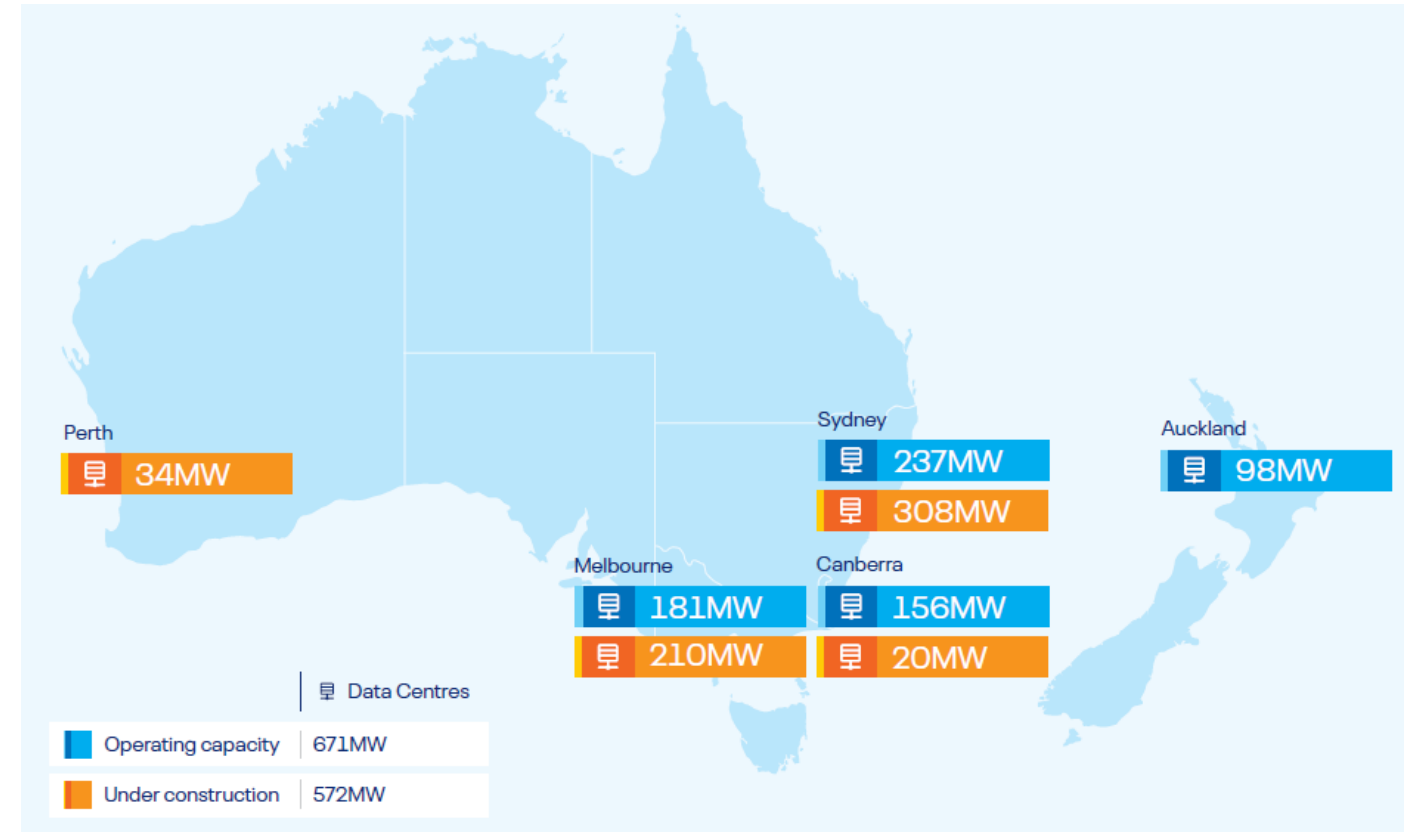 Perth
34MW
Sydney
237MW
308MW
Auckland
98MW
Melbourne
181MW
210MW
Canberra
156MW
20MW
Data Centres
Operating capacity 671MW
Under construction 572MW